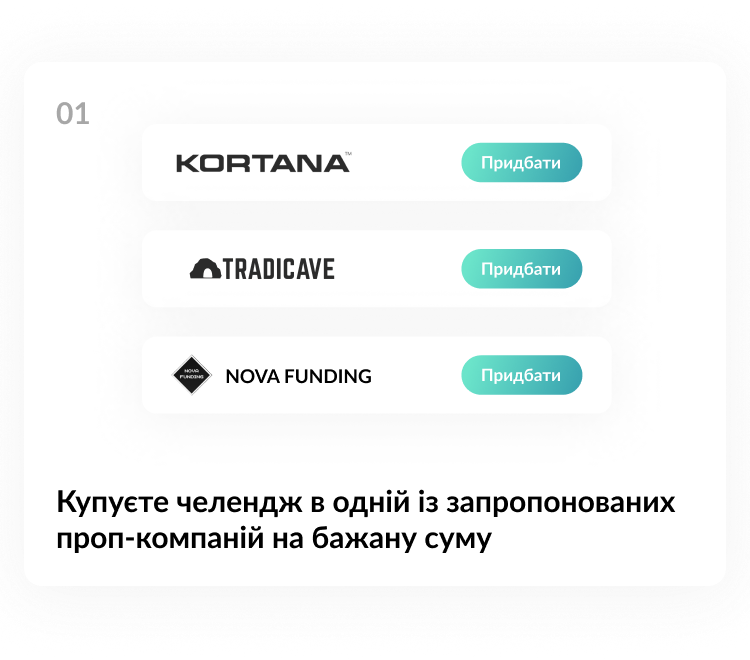 01
KORTANA™
Придбати
TRADICAVE
Придбати
NOVA
FUNDING
NOVA FUNDING
Придбати
Купуєте челендж в одній із запропонованих
проп-компаній на бажану суму